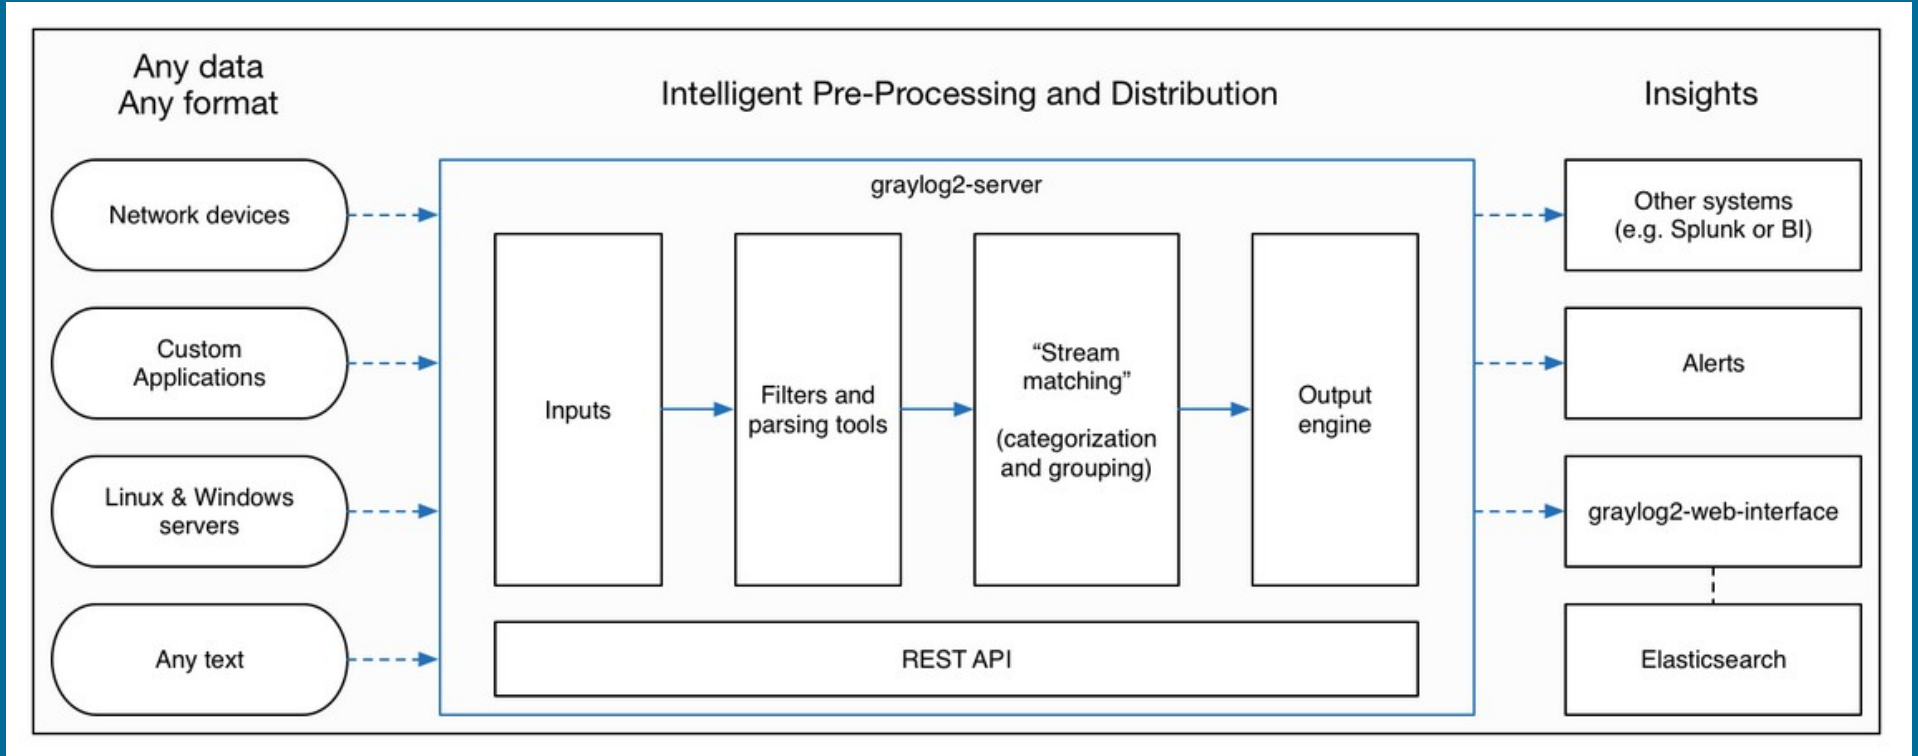 Any data
Any format
Intelligent Pre-Processing and Distribution
Insights
Network devices
Custom
Applications
Linux & Windows
servers
Any text
graylog2-server
Inputs
Filters and
parsing tools
“Stream
matching”
(categorization
and grouping)
Output
engine
REST API
Other systems
(e.g. Splunk or BI)
Alerts
graylog2-web-interface
Elasticsearch